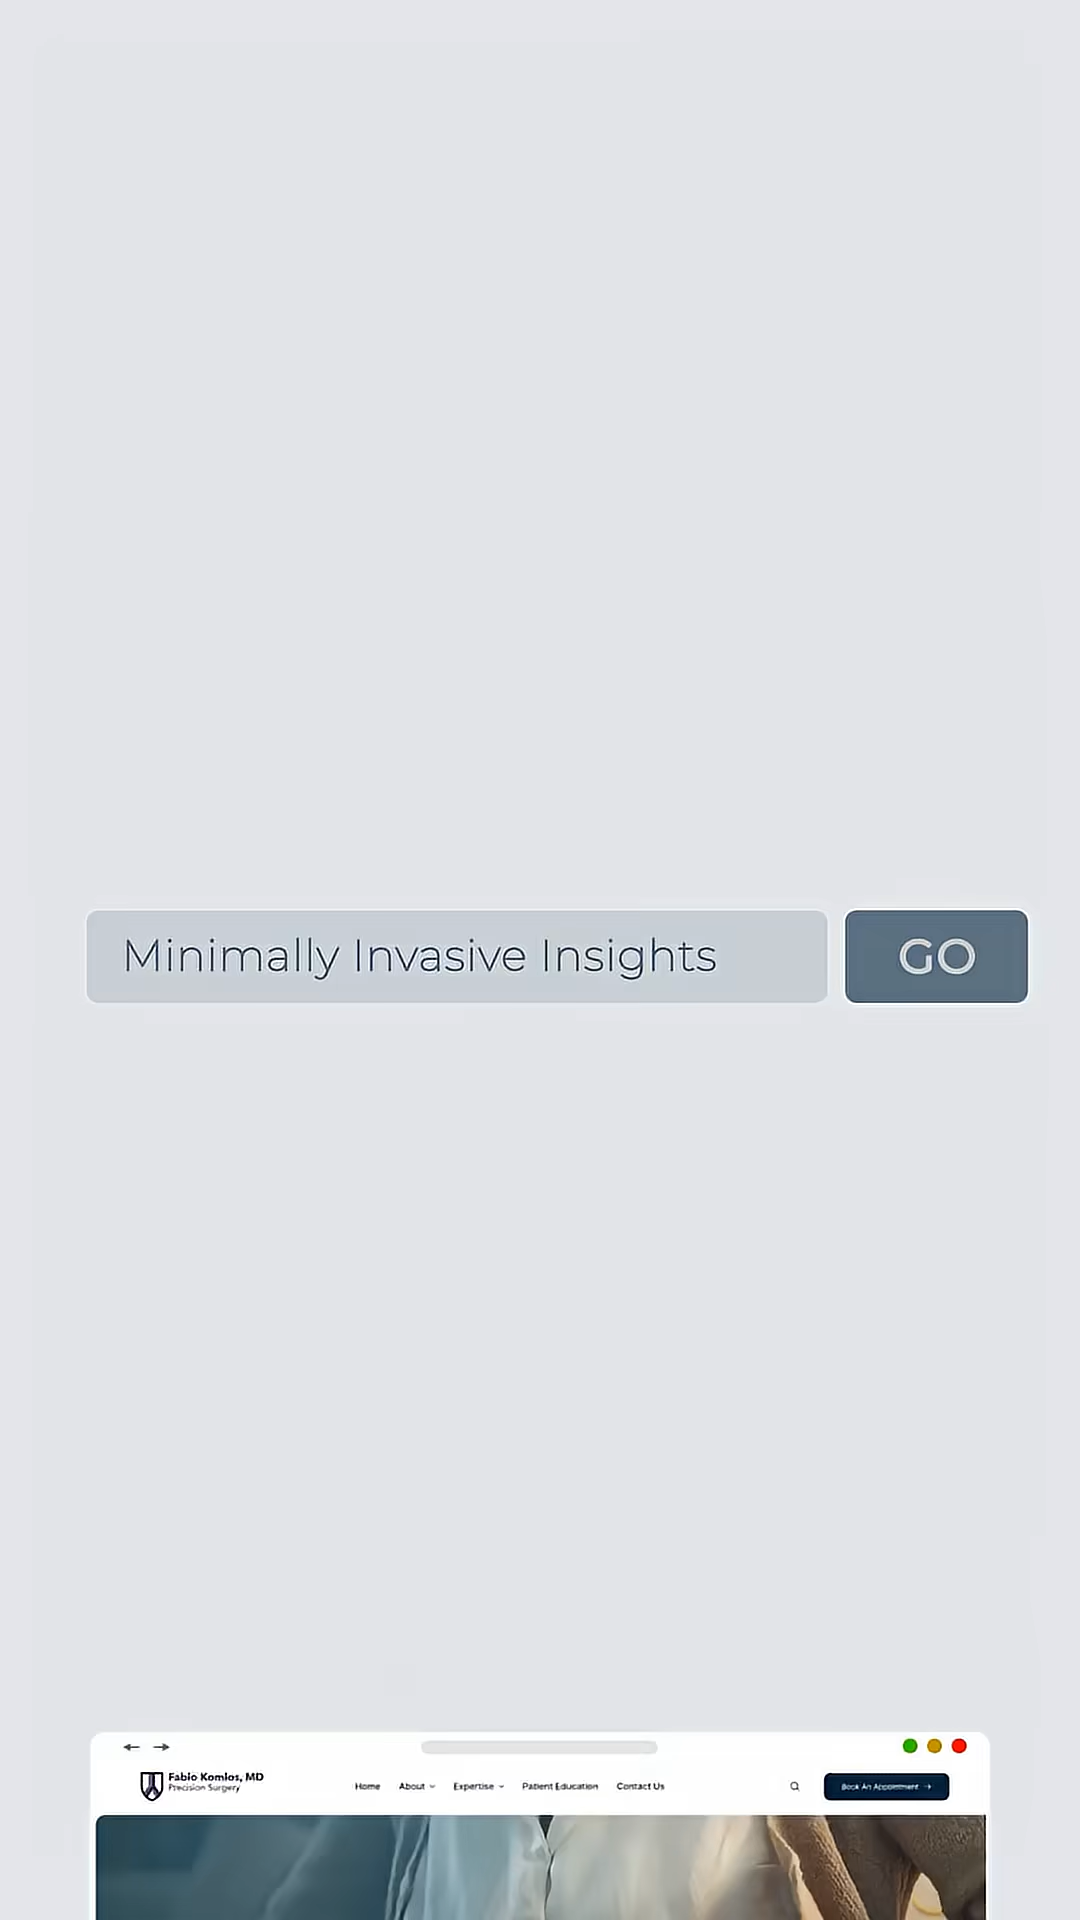 Minimally Invasive Insights
GO
Fabio Komlos, MD
Precision Surgery
Home
About
Expertise
Patient Education
Contact Us
Book An Appointment